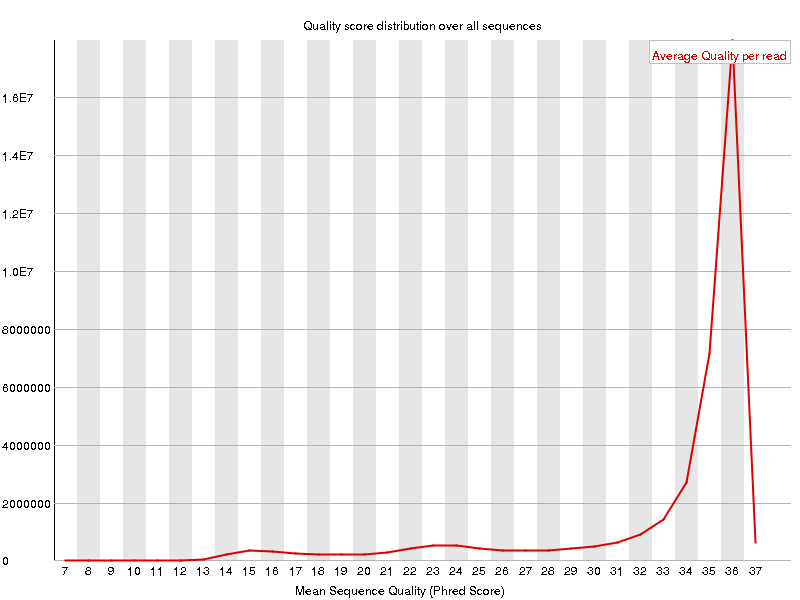 Quality score distribution over all sequences
Average Quality per read
1.6E7
1.4E7
1.2E7
1.0E7
8000000
6000000
4000000
2000000
0
7 8 9 10 11 12 13 14 15 16 17 18 19 20 21 22 23 24 25 26 27 28 29 30 31 32 33 34 35 36 37
Mean Sequence Quality (Phred Score)